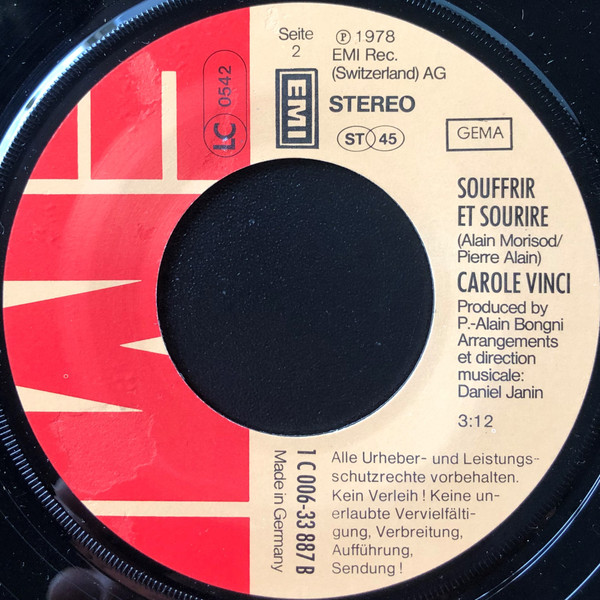 Seite
2
℗ 1978
EMI Rec.
(Switzerland) AG
LC 0542
EMI
STEREO
ST 45
GEMA
SOUFFRIR
ET SOURIRE
(Alain Morisod/
Pierre Alain)
CAROLE VINCI
Produced by
P.-Alain Bongni
Arrangements
et direction
musicale:
Daniel Janin
3:12
1 C 006-33 887 B
Made in Germany
Alle Urheber- und Leistungs-
schutzrechte vorbehalten.
Kein Verleih! Keine un-
erlaubte Vervielfälti-
gung, Verbreitung,
Aufführung,
Sendung!